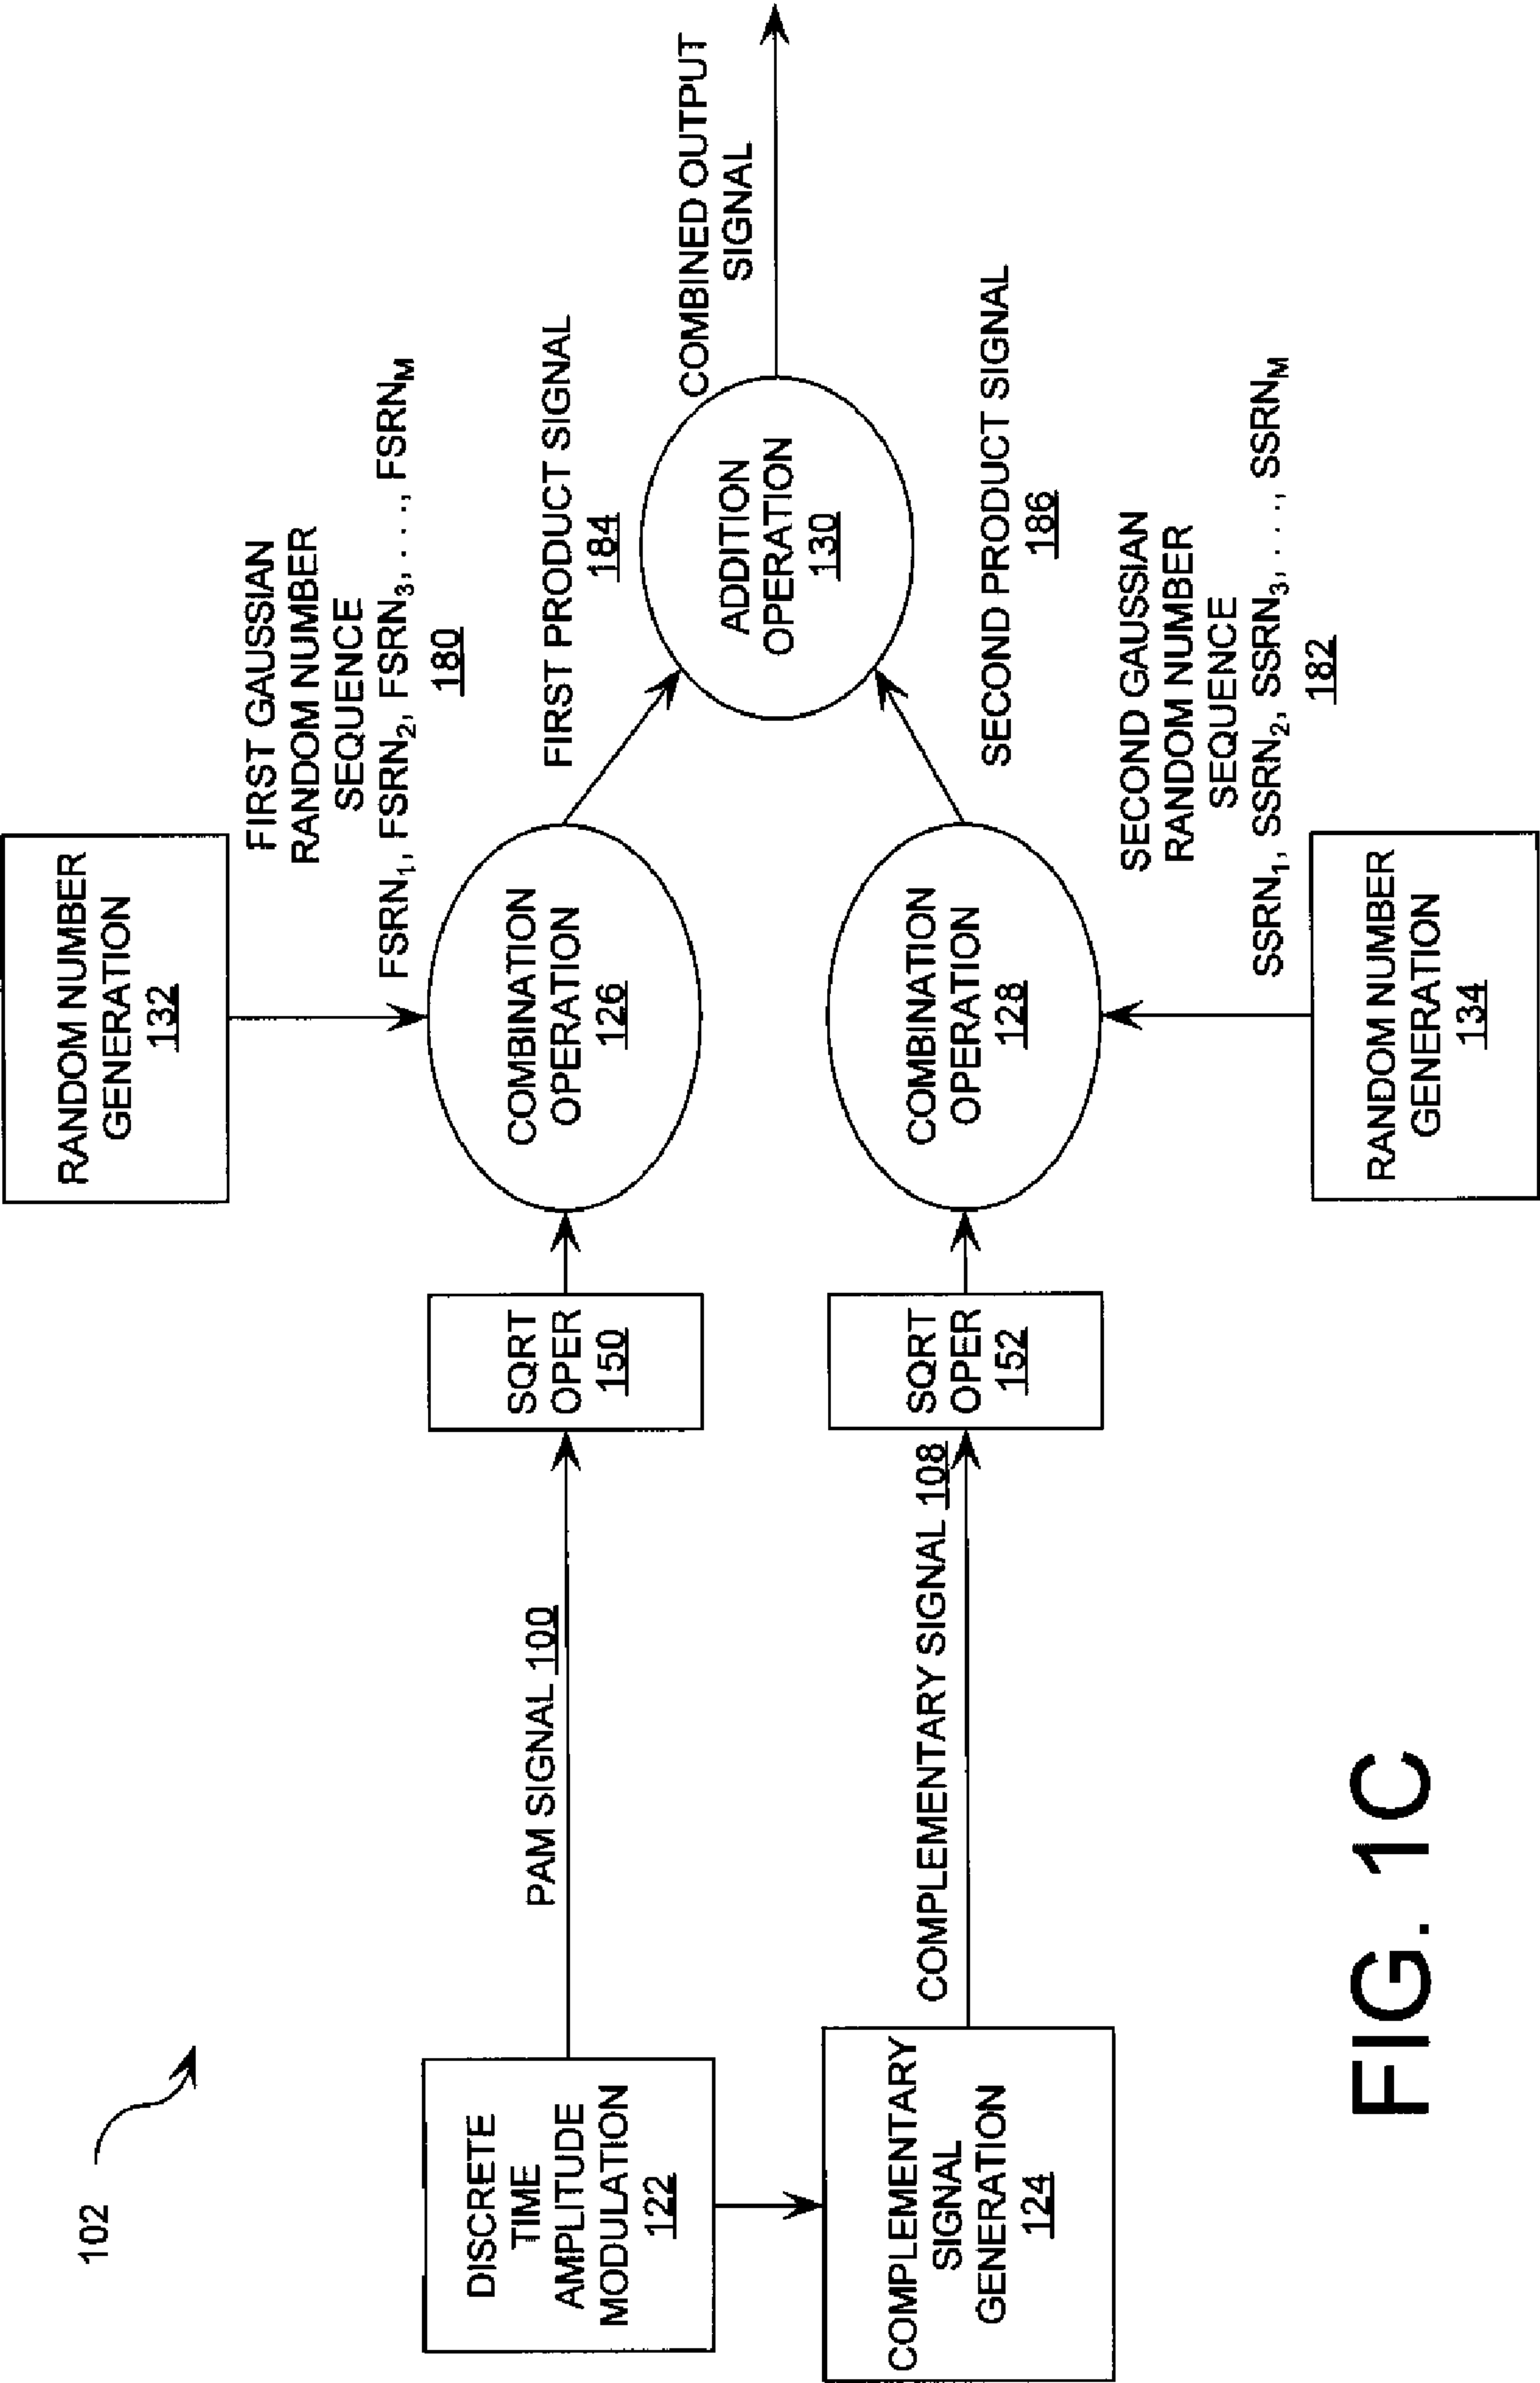 102
DISCRETE
TIME
AMPLITUDE
MODULATION
122
PAM SIGNAL 100
SQRT
OPER
150
RANDOM NUMBER
GENERATION
132
FIRST GAUSSIAN
RANDOM NUMBER
SEQUENCE
FSRN₁, FSRN₂, FSRN₃, . . ., FSRN_M
180
COMBINATION
OPERATION
126
FIRST PRODUCT SIGNAL
184
COMPLEMENTARY
SIGNAL
GENERATION
124
COMPLEMENTARY SIGNAL 108
SQRT
OPER
152
COMBINATION
OPERATION
128
SECOND PRODUCT SIGNAL
186
RANDOM NUMBER
GENERATION
134
SECOND GAUSSIAN
RANDOM NUMBER
SEQUENCE
SSRN₁, SSRN₂, SSRN₃, . . ., SSRN_M
182
ADDITION
OPERATION
130
COMBINED OUTPUT
SIGNAL
FIG. 1C